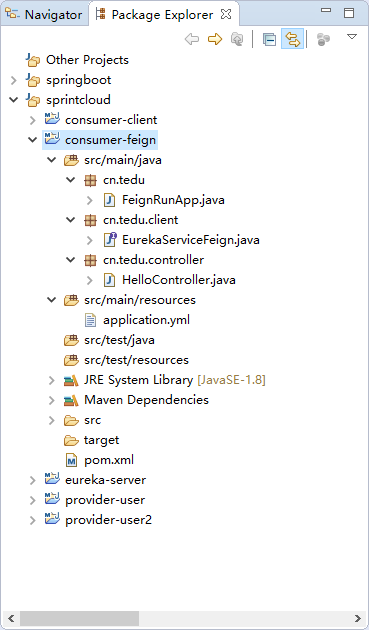 Navigator Package Explorer
Other Projects
springboot
sprintcloud
consumer-client
consumer-feign
src/main/java
cn.tedu
FeignRunApp.java
cn.tedu.client
EurekaServiceFeign.java
cn.tedu.controller
HelloController.java
src/main/resources
application.yml
src/test/java
src/test/resources
JRE System Library [JavaSE-1.8]
Maven Dependencies
src
target
pom.xml
eureka-server
provider-user
provider-user2